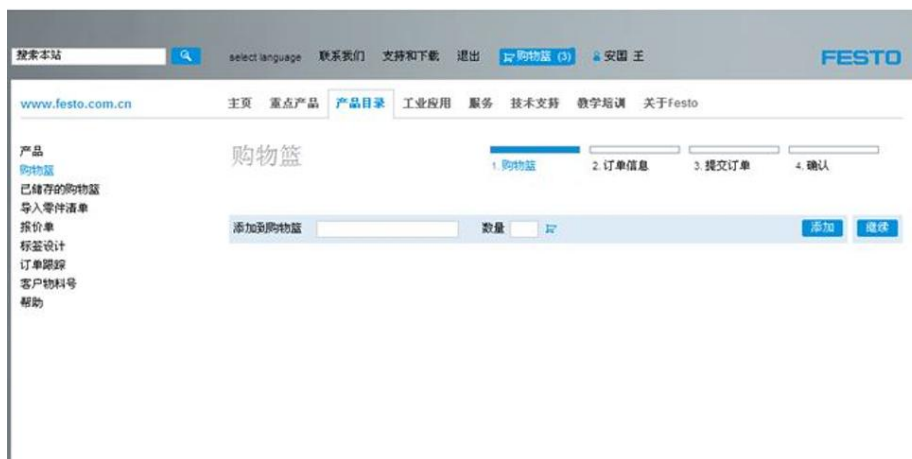 搜索本站 select language 联系我们 支持和下载 退出 购物篮 (3) 安国 王 FESTO
www.festo.com.cn 主页 重点产品 产品目录 工业应用 服务 技术支持 教学培训 关于Festo
产品
购物篮
已储存的购物篮
导入零件清单
报价单
标签设计
订单跟踪
客户物料号
帮助
购物篮
1. 购物篮 2. 订单信息 3. 提交订单 4. 确认
添加到购物篮 数量 添加 继续